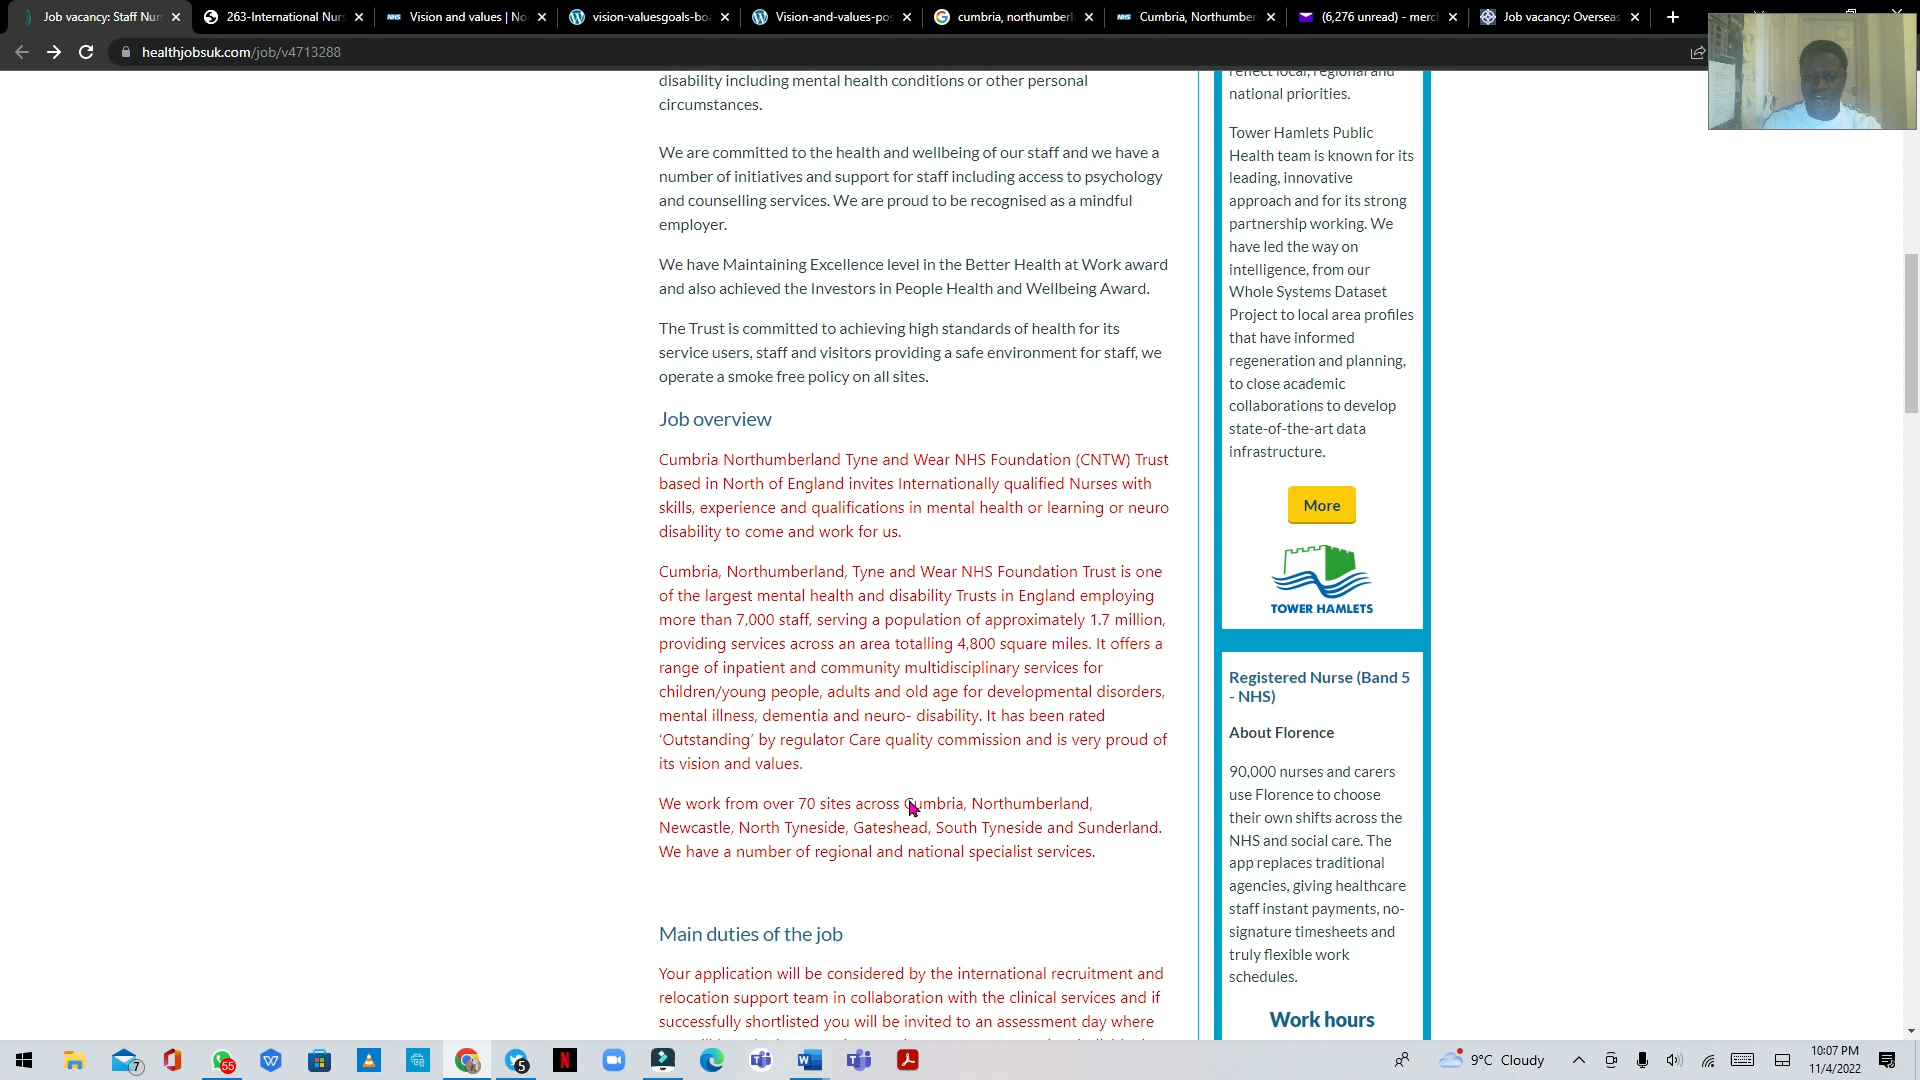 Job vacancy: Staff Nur
263-International Nurs
Vision and values | No
vision-valuesgoals-boa
Vision-and-values-pos
cumbria, northumberl
Cumbria, Northumber
(6,276 unread) - merc
Job vacancy: Overseas
healthjobsuk.com/job/v4713288
disability including mental health conditions or other personal
circumstances.
We are committed to the health and wellbeing of our staff and we have a
number of initiatives and support for staff including access to psychology
and counselling services. We are proud to be recognised as a mindful
employer.
We have Maintaining Excellence level in the Better Health at Work award
and also achieved the Investors in People Health and Wellbeing Award.
The Trust is committed to achieving high standards of health for its
service users, staff and visitors providing a safe environment for staff, we
operate a smoke free policy on all sites.
Job overview
Cumbria Northumberland Tyne and Wear NHS Foundation (CNTW) Trust
based in North of England invites Internationally qualified Nurses with
skills, experience and qualifications in mental health or learning or neuro
disability to come and work for us.
Cumbria, Northumberland, Tyne and Wear NHS Foundation Trust is one
of the largest mental health and disability Trusts in England employing
more than 7,000 staff, serving a population of approximately 1.7 million,
providing services across an area totalling 4,800 square miles. It offers a
range of inpatient and community multidisciplinary services for
children/young people, adults and old age for developmental disorders,
mental illness, dementia and neuro- disability. It has been rated
‘Outstanding’ by regulator Care quality commission and is very proud of
its vision and values.
We work from over 70 sites across Cumbria, Northumberland,
Newcastle, North Tyneside, Gateshead, South Tyneside and Sunderland.
We have a number of regional and national specialist services.
Main duties of the job
Your application will be considered by the international recruitment and
relocation support team in collaboration with the clinical services and if
successfully shortlisted you will be invited to an assessment day where
reflect local, regional and
national priorities.
Tower Hamlets Public
Health team is known for its
leading, innovative
approach and for its strong
partnership working. We
have led the way on
intelligence, from our
Whole Systems Dataset
Project to local area profiles
that have informed
regeneration and planning,
to close academic
collaborations to develop
state-of-the-art data
infrastructure.
More
TOWER HAMLETS
Registered Nurse (Band 5
- NHS)
About Florence
90,000 nurses and carers
use Florence to choose
their own shifts across the
NHS and social care. The
app replaces traditional
agencies, giving healthcare
staff instant payments, no-
signature timesheets and
truly flexible work
schedules.
Work hours
7
55
5
9°C Cloudy
10:07 PM
11/4/2022